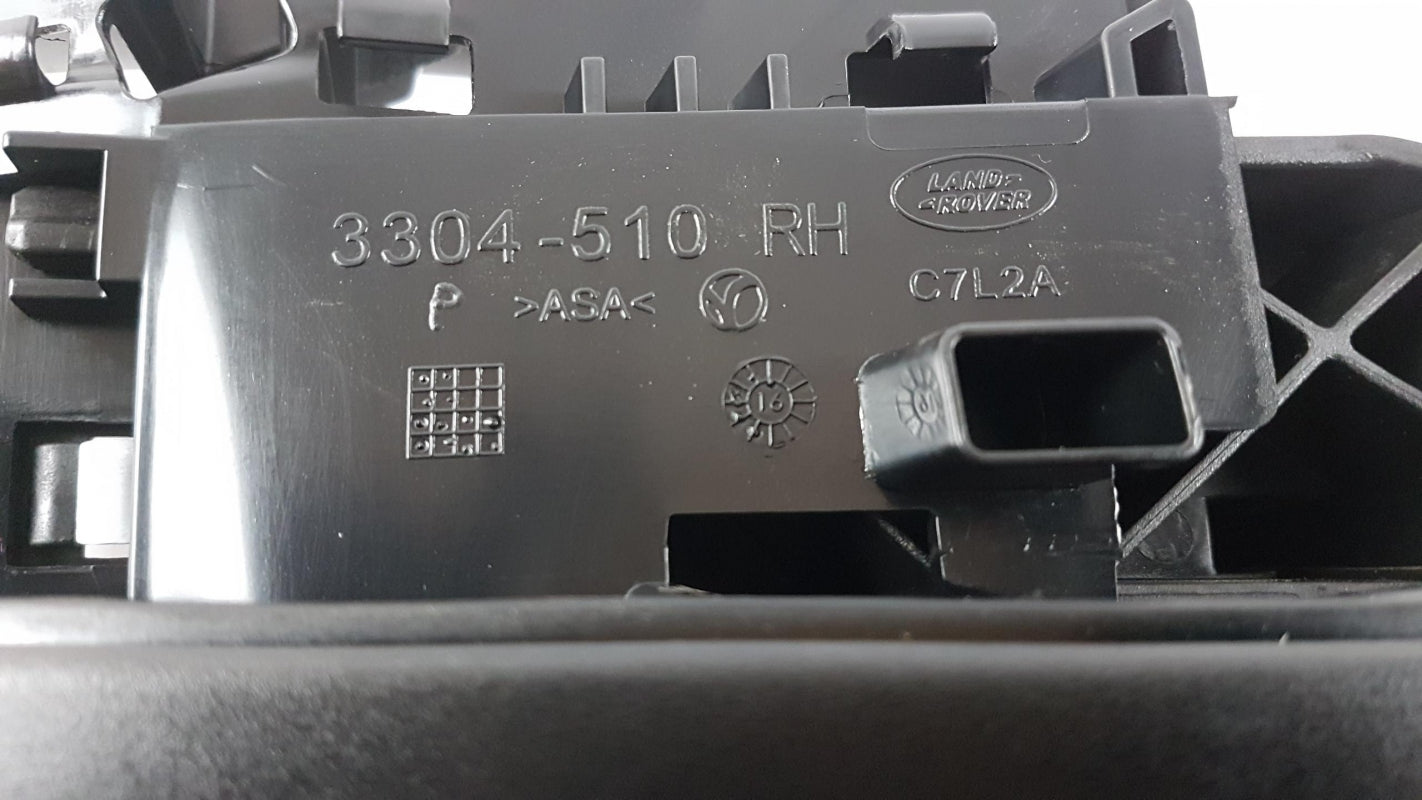 LAND-
-ROVER
3304-510 RH
P >ASA< C7L2A
16